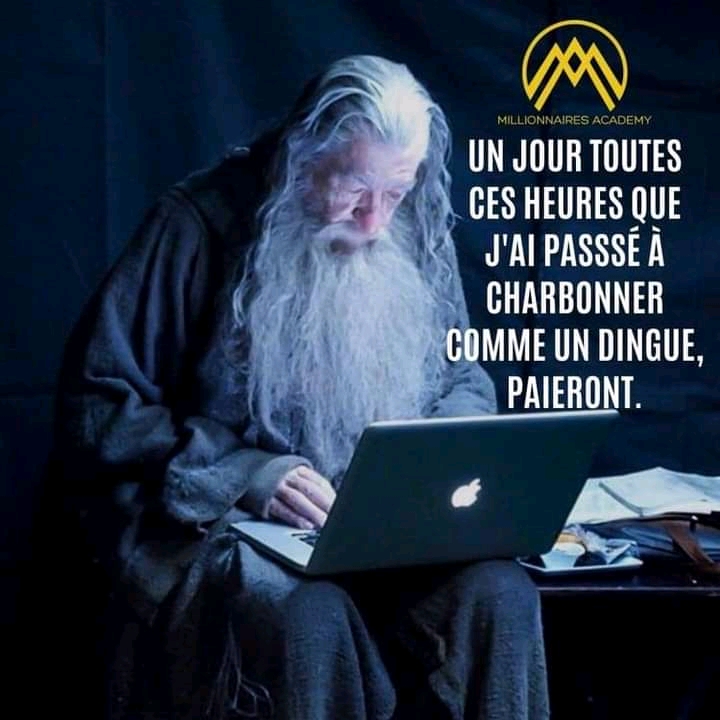 MILLIONNAIRES ACADEMY
UN JOUR TOUTES
CES HEURES QUE
J'AI PASSSÉ À
CHARBONNER
COMME UN DINGUE,
PAIERONT.